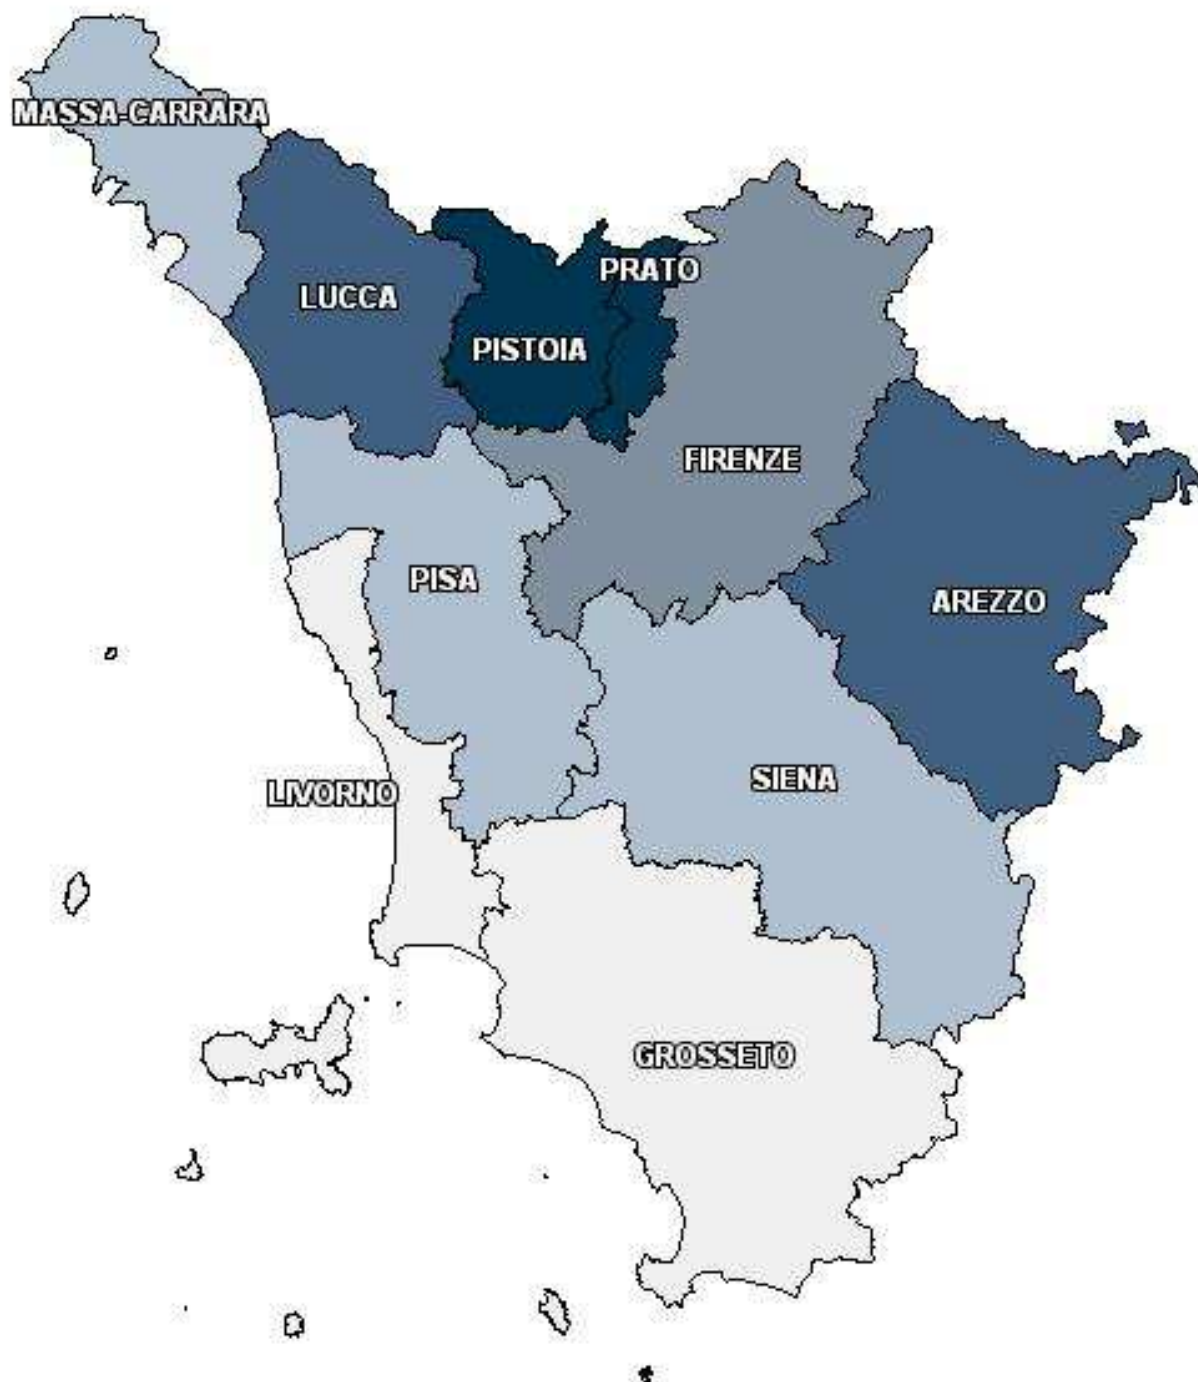 MASSA-CARRARA
PRATO
LUCCA
PISTOIA
FIRENZE
PISA
AREZZO
SIENA
LIVORNO
GROSSETO